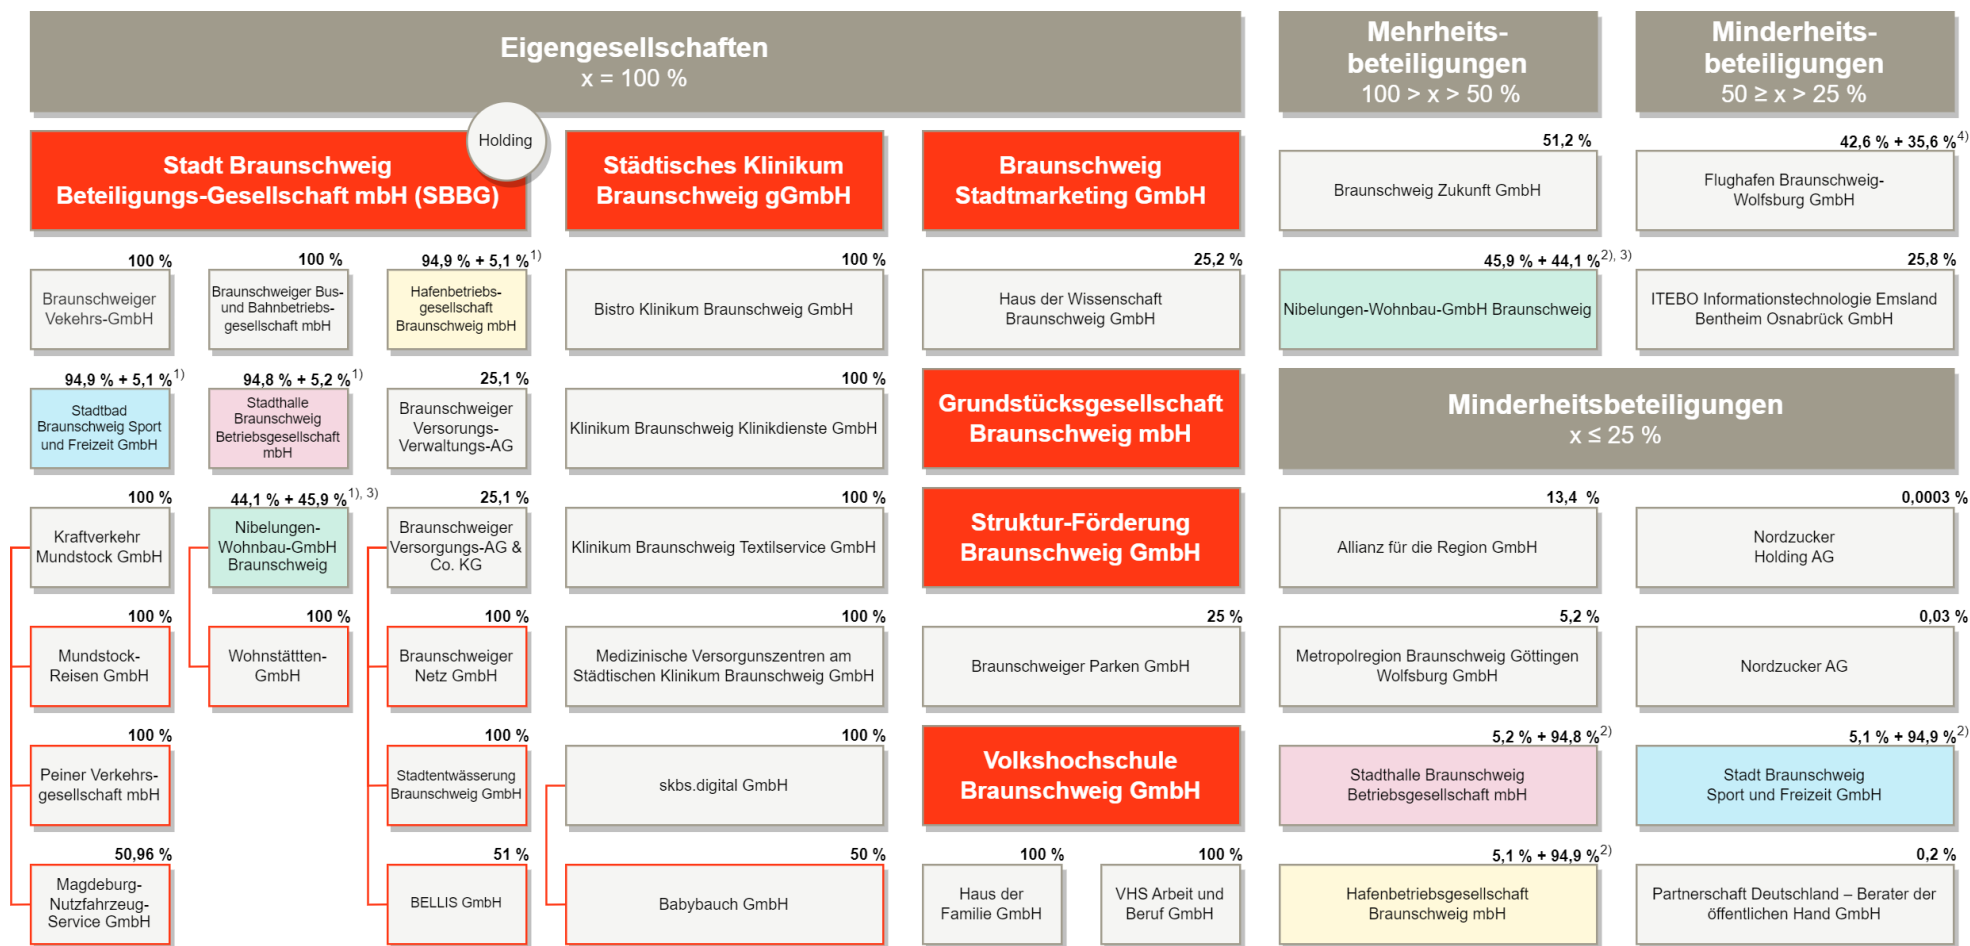 Eigengesellschaften
x = 100 %
Mehrheits-
beteiligungen
100 > x > 50 %
Minderheits-
beteiligungen
50 ≥ x > 25 %
Holding
Stadt Braunschweig
Beteiligungs-Gesellschaft mbH (SBBG)
Städtisches Klinikum
Braunschweig gGmbH
Braunschweig
Stadtmarketing GmbH
51,2 %
Braunschweig Zukunft GmbH
42,6 % + 35,6 %4)
Flughafen Braunschweig-
Wolfsburg GmbH
100 %
Braunschweiger
Vekehrs-GmbH
100 %
Braunschweiger Bus-
und Bahnbetriebs-
gesellschaft mbH
94,9 % + 5,1 %1)
Hafenbetriebs-
gesellschaft
Braunschweig mbH
100 %
Bistro Klinikum Braunschweig GmbH
25,2 %
Haus der Wissenschaft
Braunschweig GmbH
45,9 % + 44,1 %2), 3)
Nibelungen-Wohnbau-GmbH Braunschweig
25,8 %
ITEBO Informationstechnologie Emsland
Bentheim Osnabrück GmbH
94,9 % + 5,1 %1)
Stadtbad
Braunschweig Sport
und Freizeit GmbH
94,8 % + 5,2 %1)
Stadthalle
Braunschweig
Betriebsgesellschaft
mbH
25,1 %
Braunschweiger
Versorungs-
Verwaltungs-AG
100 %
Klinikum Braunschweig Klinikdienste GmbH
Grundstücksgesellschaft
Braunschweig mbH
Minderheitsbeteiligungen
x ≤ 25 %
100 %
Kraftverkehr
Mundstock GmbH
44,1 % + 45,9 %1), 3)
Nibelungen-
Wohnbau-GmbH
Braunschweig
25,1 %
Braunschweiger
Versorgungs-AG &
Co. KG
100 %
Klinikum Braunschweig Textilservice GmbH
Struktur-Förderung
Braunschweig GmbH
13,4 %
Allianz für die Region GmbH
0,0003 %
Nordzucker
Holding AG
100 %
Mundstock-
Reisen GmbH
100 %
Wohnstättten-
GmbH
100 %
Braunschweiger
Netz GmbH
100 %
Medizinische Versorgunszentren am
Städtischen Klinikum Braunschweig GmbH
25 %
Braunschweiger Parken GmbH
5,2 %
Metropolregion Braunschweig Göttingen
Wolfsburg GmbH
0,03 %
Nordzucker AG
100 %
Peiner Verkehrs-
gesellschaft mbH
100 %
Stadtentwässerung
Braunschweig GmbH
100 %
skbs.digital GmbH
Volkshochschule
Braunschweig GmbH
5,2 % + 94,8 %2)
Stadthalle Braunschweig
Betriebsgesellschaft mbH
5,1 % + 94,9 %2)
Stadt Braunschweig
Sport und Freizeit GmbH
50,96 %
Magdeburg-
Nutzfahrzeug-
Service GmbH
51 %
BELLIS GmbH
50 %
Babybauch GmbH
100 %
Haus der
Familie GmbH
100 %
VHS Arbeit und
Beruf GmbH
5,1 % + 94,9 %2)
Hafenbetriebsgesellschaft
Braunschweig mbH
0,2 %
Partnerschaft Deutschland – Berater der
öffentlichen Hand GmbH